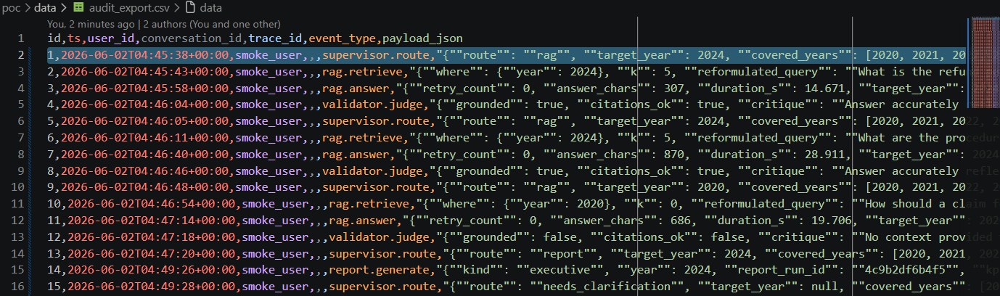 poc > data > audit_export.csv > data
You, 2 minutes ago | 2 authors (You and one other)
1 id,ts,user_id,conversation_id,trace_id,event_type,payload_json
2 1,2026-06-02T04:45:38+00:00,smoke_user,,,supervisor.route,"{""route"": ""rag"", ""target_year"": 2024, ""covered_years"": [2020, 2021, 20
3 2,2026-06-02T04:45:43+00:00,smoke_user,,,rag.retrieve,"{""where"": {""year"": 2024}, ""k"": 5, ""reformulated_query"": ""What is the refu
4 3,2026-06-02T04:45:58+00:00,smoke_user,,,rag.answer,"{""retry_count"": 0, ""answer_chars"": 307, ""duration_s"": 14.671, ""target_year"":
5 4,2026-06-02T04:46:04+00:00,smoke_user,,,validator.judge,"{""grounded"": true, ""citations_ok"": true, ""critique"": ""Answer accurately
6 5,2026-06-02T04:46:05+00:00,smoke_user,,,supervisor.route,"{""route"": ""rag"", ""target_year"": 2024, ""covered_years"": [2020, 2021, 2022, 2
7 6,2026-06-02T04:46:11+00:00,smoke_user,,,rag.retrieve,"{""where"": {""year"": 2024}, ""k"": 5, ""reformulated_query"": ""What are the procedur
8 7,2026-06-02T04:46:40+00:00,smoke_user,,,rag.answer,"{""retry_count"": 0, ""answer_chars"": 870, ""duration_s"": 28.911, ""target_year"": 2024
9 8,2026-06-02T04:46:46+00:00,smoke_user,,,validator.judge,"{""grounded"": true, ""citations_ok"": true, ""critique"": ""Answer accurately refle
10 9,2026-06-02T04:46:48+00:00,smoke_user,,,supervisor.route,"{""route"": ""rag"", ""target_year"": 2020, ""covered_years"": [2020, 2021, 2022, 2
11 10,2026-06-02T04:46:54+00:00,smoke_user,,,rag.retrieve,"{""where"": {""year"": 2020}, ""k"": 0, ""reformulated_query"": ""How should a claim f
12 11,2026-06-02T04:47:14+00:00,smoke_user,,,rag.answer,"{""retry_count"": 0, ""answer_chars"": 686, ""duration_s"": 19.706, ""target_year"": 202
13 12,2026-06-02T04:47:18+00:00,smoke_user,,,validator.judge,"{""grounded"": false, ""citations_ok"": false, ""critique"": ""No context provided
14 13,2026-06-02T04:47:20+00:00,smoke_user,,,supervisor.route,"{""route"": ""report"", ""target_year"": 2024, ""covered_years"": [2020, 2021, 202
15 14,2026-06-02T04:49:26+00:00,smoke_user,,,report.generate,"{""kind"": ""executive"", ""year"": 2024, ""report_run_id"": ""4c9b2df6b4f5"", ""kp
16 15,2026-06-02T04:49:28+00:00,smoke_user,,,supervisor.route,"{""route"": ""needs_clarification"", ""target_year"": null, ""covered_years"": [20